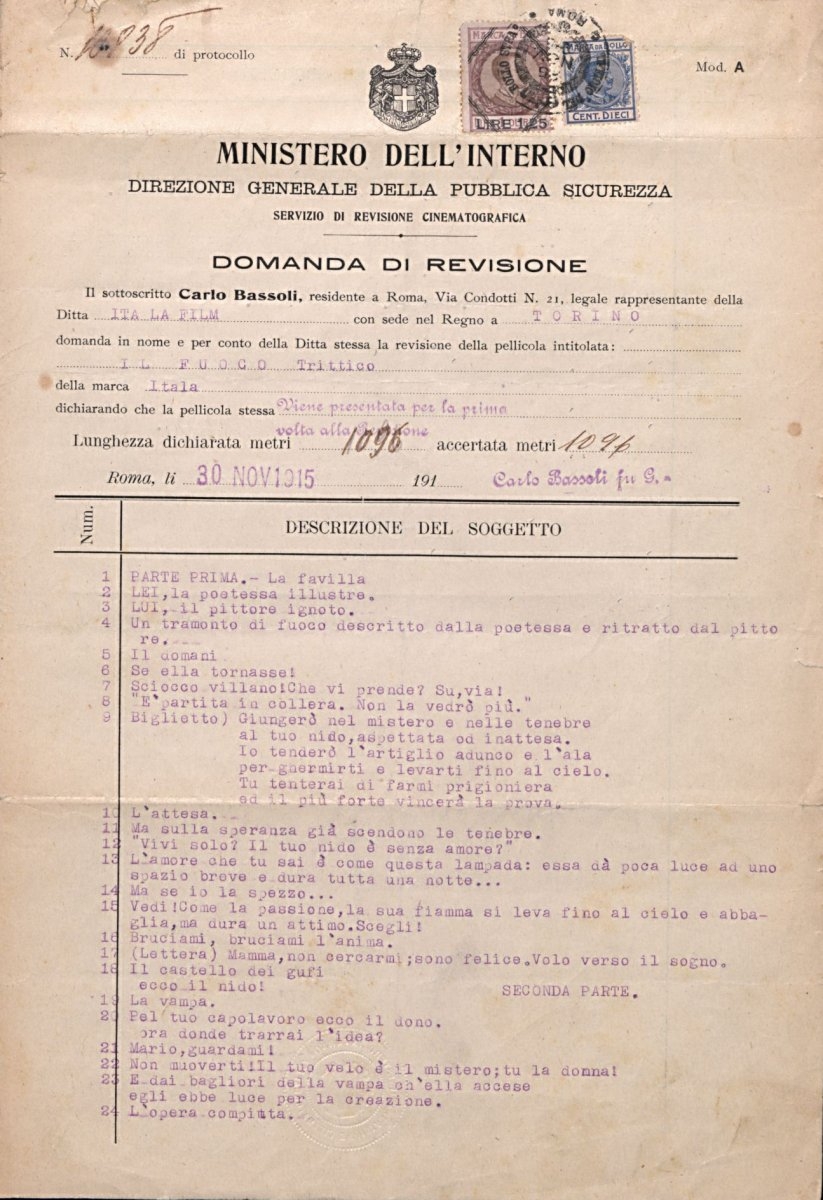 N. 10838 di protocollo
Mod. A
MARCA DA BOLLO
LIRE 1,25
CENT. DIECI
ROMA
MINISTERO DELL'INTERNO
DIREZIONE GENERALE DELLA PUBBLICA SICUREZZA
SERVIZIO DI REVISIONE CINEMATOGRAFICA
DOMANDA DI REVISIONE
Il sottoscritto Carlo Bassoli, residente a Roma, Via Condotti N. 21, legale rappresentante della
Ditta ITALA FILM con sede nel Regno a TORINO
domanda in nome e per conto della Ditta stessa la revisione della pellicola intitolata:
IL FUOCO Trittico
della marca Itala
dichiarando che la pellicola stessa Viene presentata per la prima
volta alla Revisione
Lunghezza dichiarata metri 1096 accertata metri 1096
Roma, li 30 NOV 1915 191 Carlo Bassoli fu G.
Num. DESCRIZIONE DEL SOGGETTO
1 PARTE PRIMA.- La favilla
2 LEI,la poetessa illustre.
3 LUI,-il pittore ignoto.
4 Un tramonto di fuoco descritto dalla poetessa e ritratto dal pitto
re.
5 Il domani
6 Se ella tornasse!
7 Sciocco villano!Che vi prende? Su,via!
8 "E'partita in collera. Non la vedrò più."
9 Biglietto) Giungerò nel mistero e nelle tenebre
al tuo nido,aspettata od inattesa.
Io tenderò l'artiglio adunco e l'ala
per gnermirti e levarti fino al cielo.
Tu tenterai di farmi prigioniera
ed il più forte vincerà la prova.
10 L'attesa.
11 Ma sulla speranza già scendono le tenebre.
12 "Vivi solo? Il tuo nido è senza amore?"
13 L'amore che tu sai è come questa lampada: essa dà poca luce ad uno
spazio breve e dura tutta una notte...
14 Ma se io la spezzo...
15 Vedi!Come la passione,la sua fiamma si leva fino al cielo e abba-
glia,ma dura un attimo.Scegli!
16 Bruciami, bruciami l'anima.
17 (Lettera) Mamma,non cercarmi;sono felice.Volo verso il sogno.
18 Il castello dei gufi
ecco il nido!
SECONDA PARTE.
19 La vampa.
20 Pel tuo capolavoro ecco il dono.
ora donde trarrai l'idea?
21 Mario,guardami!
22 Non muoverti!Il tuo velo è il mistero;tu la donna!
23 E dai bagliori della vampa ch'ella accese
egli ebbe luce per la creazione.
24 L'opera compiuta.